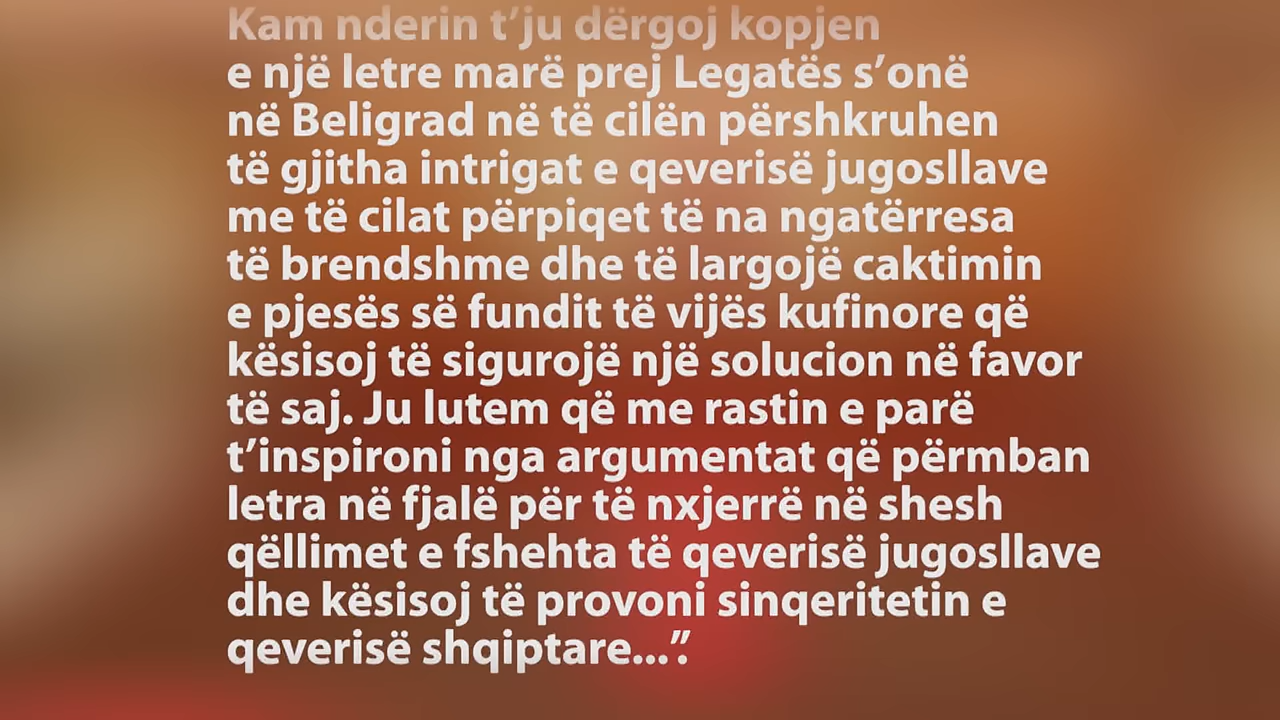 Kam nderin t’ju dërgoj kopjen
e një letre marë prej Legatës s’onë
në Beligrad në të cilën përshkruhen
të gjitha intrigat e qeverisë jugosllave
me të cilat përpiqet të na ngatërresa
të brendshme dhe të largojë caktimin
e pjesës së fundit të vijës kufinore që
kësisoj të sigurojë një solucion në favor
të saj. Ju lutem që me rastin e parë
t’inspironi nga argumentat që përmban
letra në fjalë për të nxjerrë në shesh
qëllimet e fshehta të qeverisë jugosllave
dhe kësisoj të provoni sinqeritetin e
qeverisë shqiptare...”.